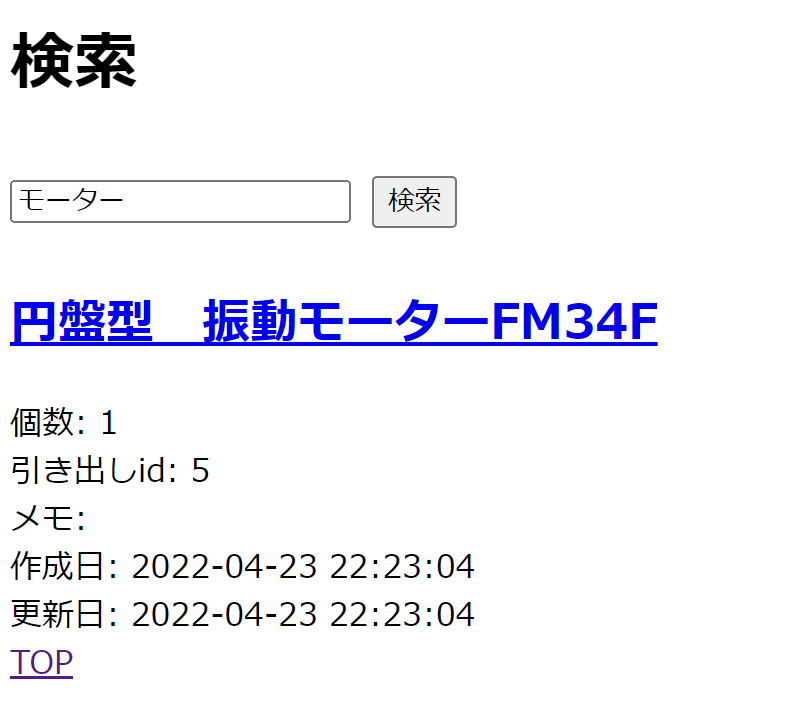 検索
モーター 検索
円盤型　振動モーターFM34F
個数: 1
引き出しid: 5
メモ:
作成日: 2022-04-23 22:23:04
更新日: 2022-04-23 22:23:04
TOP